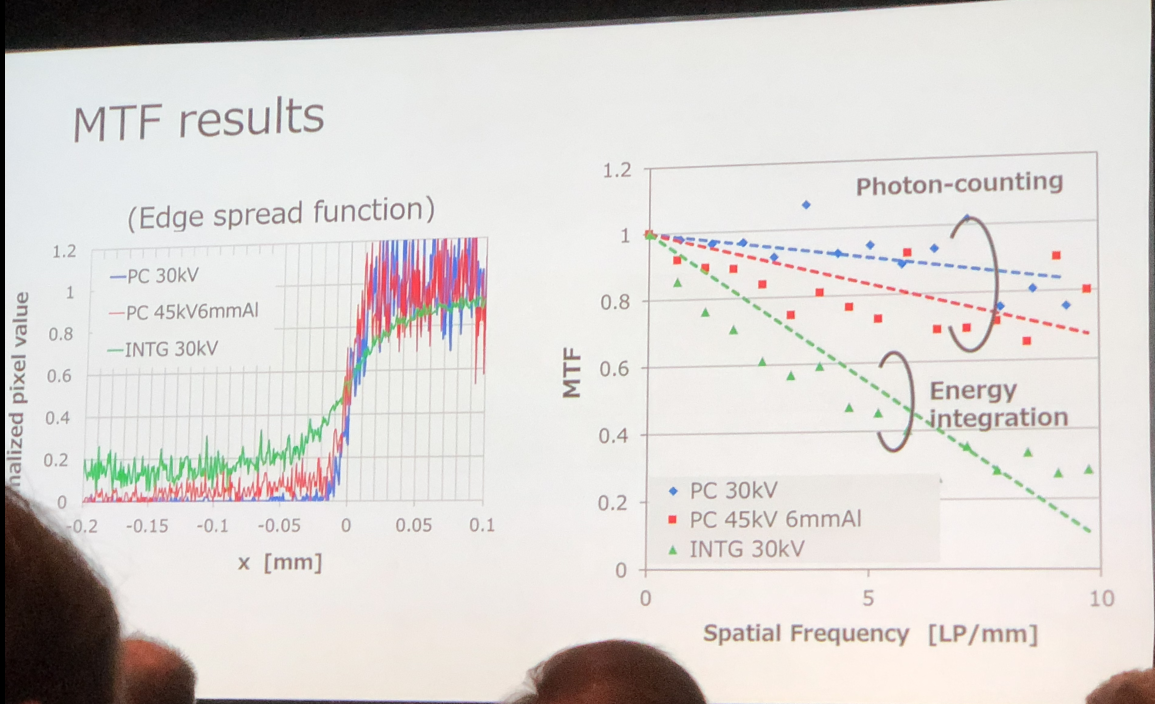 MTF results
(Edge spread function)
1.2
1
0.8
0.6
0.4
0.2
0
PC 30kV
PC 45kV6mmAl
INTG 30kV
-0.2 -0.15 -0.1 -0.05 0 0.05 0.1
x [mm]
pixel value
1.2
1
0.8
0.6
0.4
0.2
0
MTF
Photon-counting
Energy
integration
PC 30kV
PC 45kV 6mmAl
INTG 30kV
0 5 10
Spatial Frequency [LP/mm]